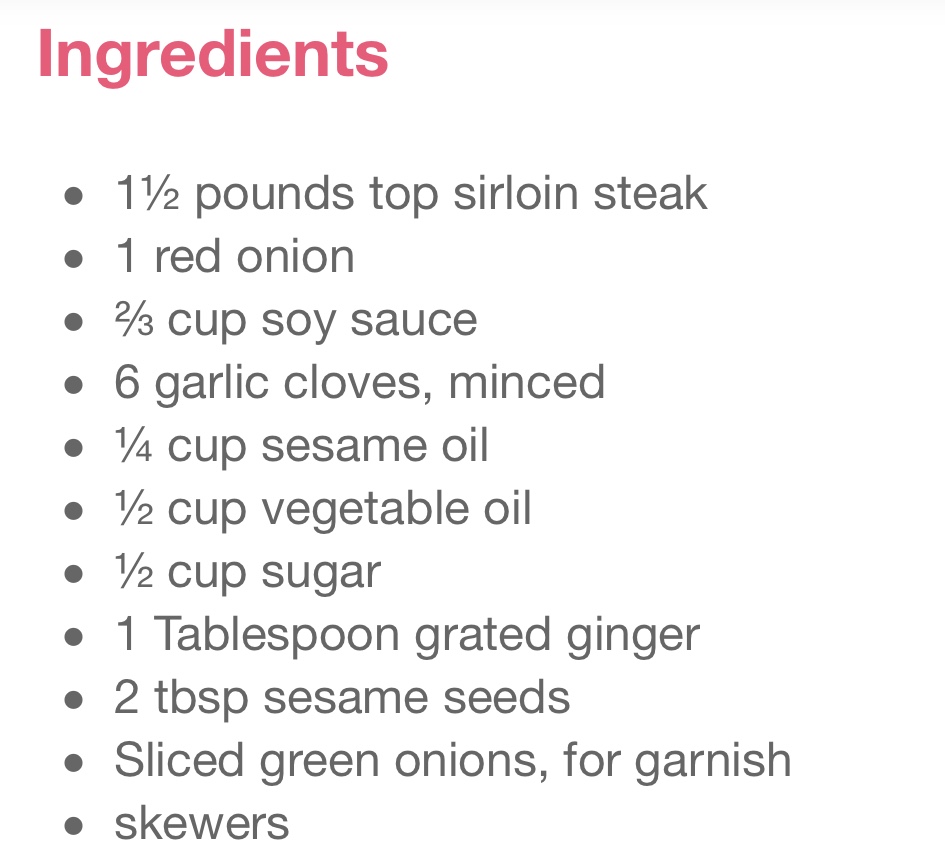 Ingredients
• 1½ pounds top sirloin steak
• 1 red onion
• ⅔ cup soy sauce
• 6 garlic cloves, minced
• ¼ cup sesame oil
• ½ cup vegetable oil
• ½ cup sugar
• 1 Tablespoon grated ginger
• 2 tbsp sesame seeds
• Sliced green onions, for garnish
• skewers